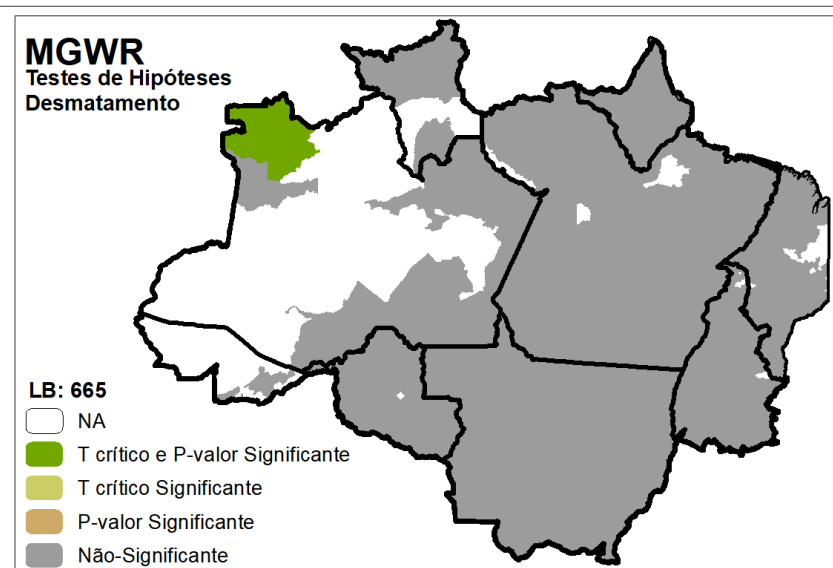 MGWR
Testes de Hipóteses
Desmatamento
LB: 665
NA
T crítico e P-valor Significante
T crítico Significante
P-valor Significante
Não-Significante